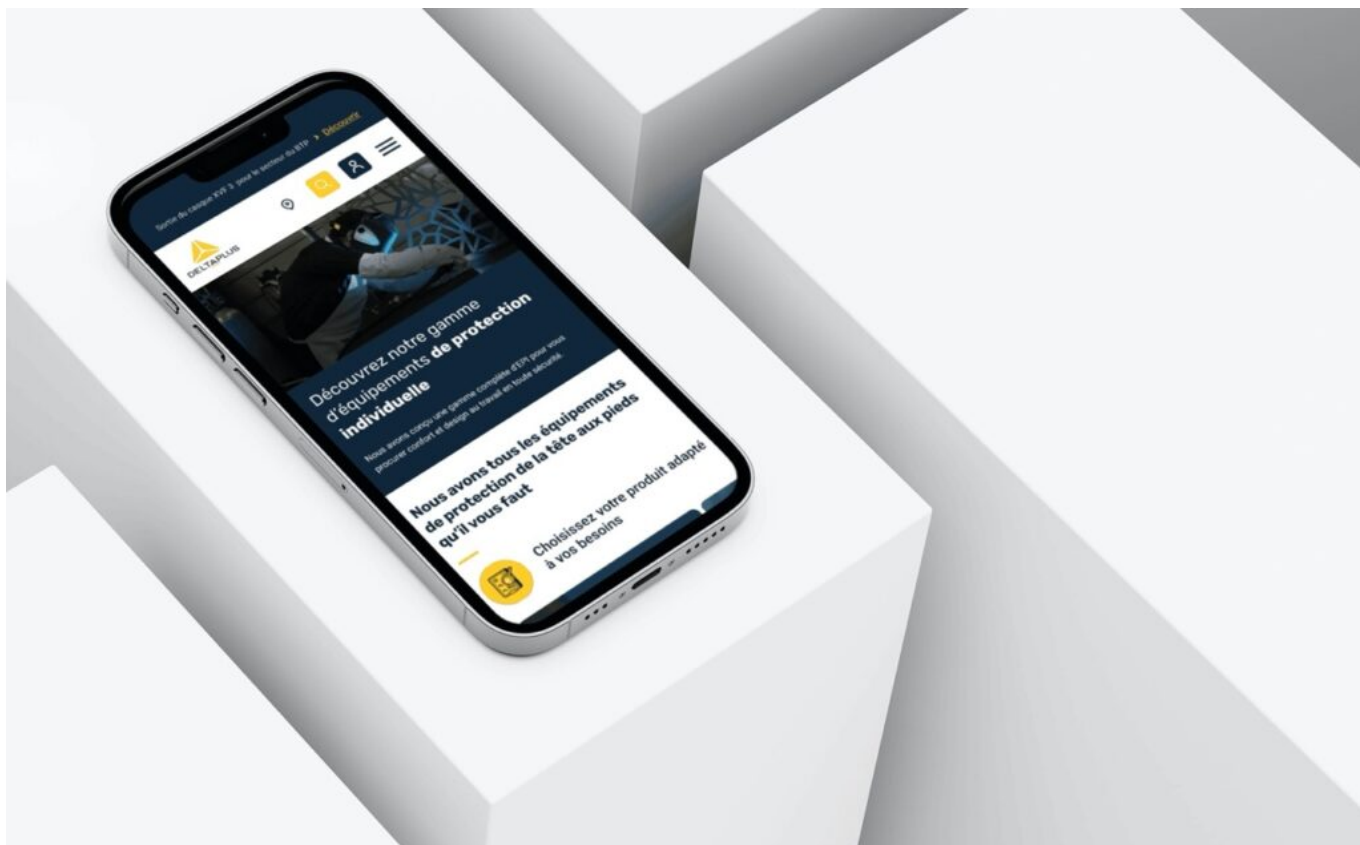 Sortie du casque XVF 3 pour le secteur du BTP > Découvrir
DELTAPLUS
Découvrez notre gamme
d'équipements de protection
individuelle
Nous avons conçu une gamme complète d'EPI pour vous
procurer confort et design au travail en toute sécurité.
Nous avons tous les équipements
de protection de la tête aux pieds
qu'il vous faut
Choisissez votre produit adapté
à vos besoins